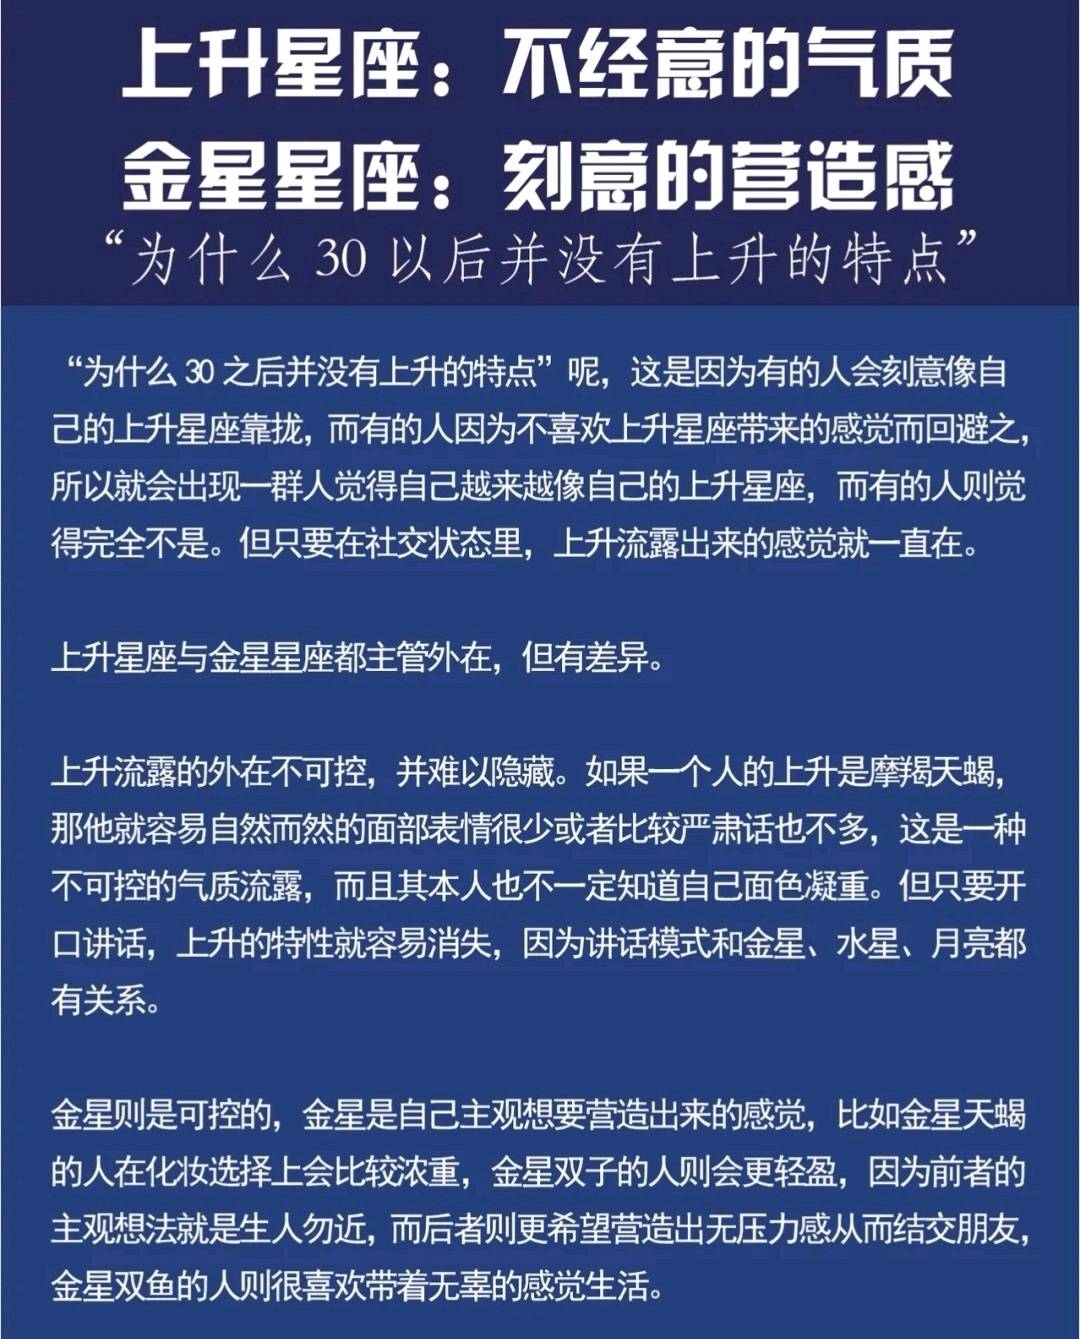 上升星座：不经意的气质
金星星座：刻意的营造感
“为什么 30 以后并没有上升的特点”
“为什么 30 之后并没有上升的特点”呢，这是因为有的人会刻意像自
己的上升星座靠拢，而有的人因为不喜欢上升星座带来的感觉而回避之，
所以就会出现一群人觉得自己越来越像自己的上升星座，而有的人则觉
得完全不是。但只要在社交状态里，上升流露出来的感觉就一直在。
上升星座与金星星座都主管外在，但有差异。
上升流露的外在不可控，并难以隐藏。如果一个人的上升是摩羯天蝎，
那他就容易自然而然的面部表情很少或者比较严肃话也不多，这是一种
不可控的气质流露，而且其本人也不一定知道自己面色凝重。但只要开
口讲话，上升的特性就容易消失，因为讲话模式和金星、水星、月亮都
有关系。
金星则是可控的，金星是自己主观想要营造出来的感觉，比如金星天蝎
的人在化妆选择上会比较浓重，金星双子的人则会更轻盈，因为前者的
主观想法就是生人勿近，而后者则更希望营造出无压力感从而结交朋友，
金星双鱼的人则很喜欢带着无辜的感觉生活。